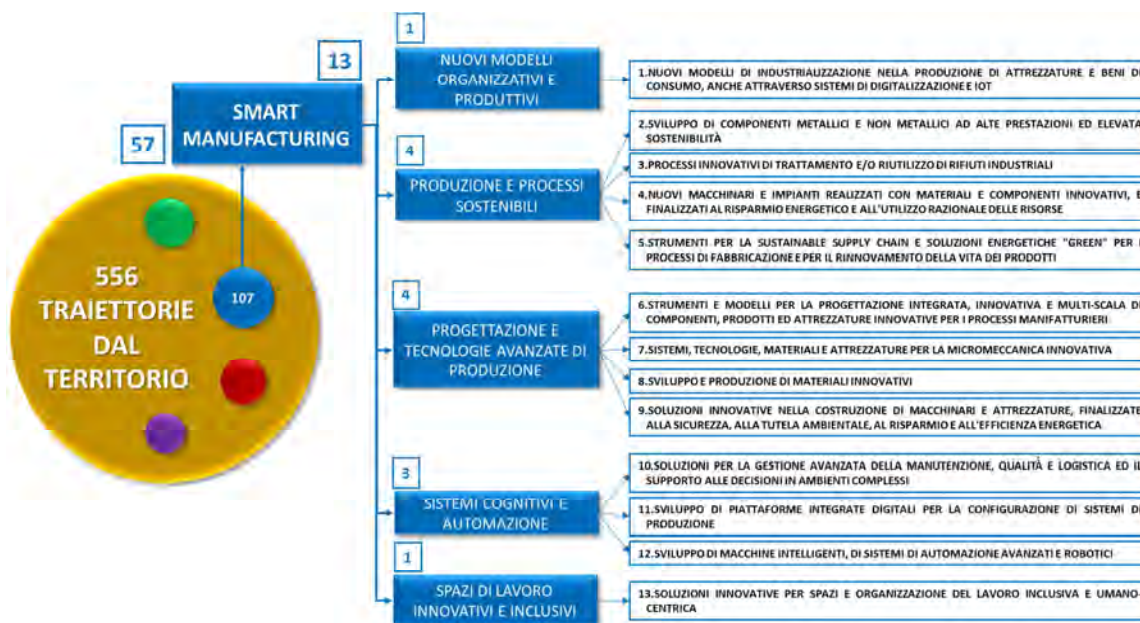 556
TRAIETTORIE
DAL
TERRITORIO
107
57
SMART
MANUFACTURING
13
1
NUOVI MODELLI
ORGANIZZATIVI E
PRODUTTIVI
1.NUOVI MODELLI DI INDUSTRIALIZZAZIONE NELLA PRODUZIONE DI ATTREZZATURE E BENI DI
CONSUMO, ANCHE ATTRAVERSO SISTEMI DI DIGITALIZZAZIONE E IOT
4
PRODUZIONE E PROCESSI
SOSTENIBILI
2.SVILUPPO DI COMPONENTI METALLICI E NON METALLICI AD ALTE PRESTAZIONI ED ELEVATA
SOSTENIBILITÀ
3.PROCESSI INNOVATIVI DI TRATTAMENTO E/O RIUTILIZZO DI RIFIUTI INDUSTRIALI
4.NUOVI MACCHINARI E IMPIANTI REALIZZATI CON MATERIALI E COMPONENTI INNOVATIVI, E
FINALIZZATI AL RISPARMIO ENERGETICO E ALL'UTILIZZO RAZIONALE DELLE RISORSE
5.STRUMENTI PER LA SUSTAINABLE SUPPLY CHAIN E SOLUZIONI ENERGETICHE "GREEN" PER I
PROCESSI DI FABBRICAZIONE E PER IL RINNOVAMENTO DELLA VITA DEI PRODOTTI
4
PROGETTAZIONE E
TECNOLOGIE AVANZATE DI
PRODUZIONE
6.STRUMENTI E MODELLI PER LA PROGETTAZIONE INTEGRATA, INNOVATIVA E MULTI-SCALA DI
COMPONENTI, PRODOTTI ED ATTREZZATURE INNOVATIVE PER I PROCESSI MANIFATTURIERI
7.SISTEMI, TECNOLOGIE, MATERIALI E ATTREZZATURE PER LA MICROMECCANICA INNOVATIVA
8.SVILUPPO E PRODUZIONE DI MATERIALI INNOVATIVI
9.SOLUZIONI INNOVATIVE NELLA COSTRUZIONE DI MACCHINARI E ATTREZZATURE, FINALIZZATE
ALLA SICUREZZA, ALLA TUTELA AMBIENTALE, AL RISPARMIO E ALL'EFFICIENZA ENERGETICA
3
SISTEMI COGNITIVI E
AUTOMAZIONE
10.SOLUZIONI PER LA GESTIONE AVANZATA DELLA MANUTENZIONE, QUALITÀ E LOGISTICA ED IL
SUPPORTO ALLE DECISIONI IN AMBIENTI COMPLESSI
11.SVILUPPO DI PIATTAFORME INTEGRATE DIGITALI PER LA CONFIGURAZIONE DI SISTEMI DI
PRODUZIONE
12.SVILUPPO DI MACCHINE INTELLIGENTI, DI SISTEMI DI AUTOMAZIONE AVANZATI E ROBOTICI
1
SPAZI DI LAVORO
INNOVATIVI E INCLUSIVI
13.SOLUZIONI INNOVATIVE PER SPAZI E ORGANIZZAZIONE DEL LAVORO INCLUSIVA E UMANO-
CENTRICA